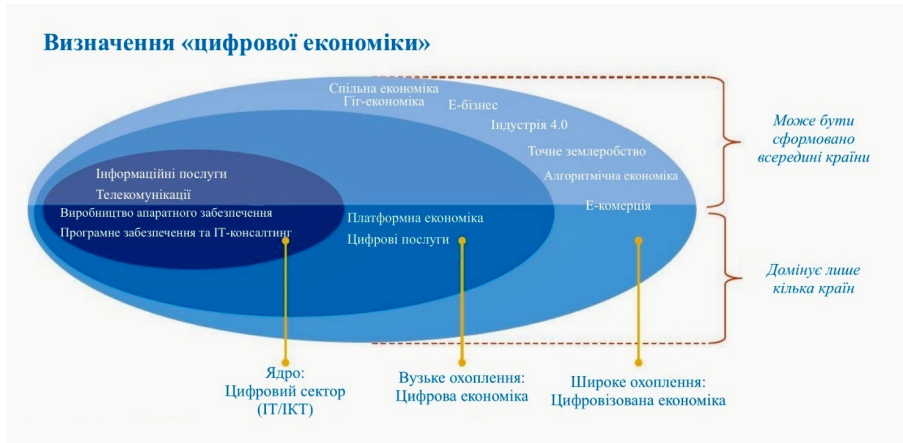 Визначення «цифрової економіки»
Спільна економіка
Гіг-економіка
Е-бізнес
Індустрія 4.0
Точне землеробство
Алгоритмічна економіка
Е-комерція
Інформаційні послуги
Телекомунікації
Виробництво апаратного забезпечення
Програмне забезпечення та ІТ-консалтинг
Платформна економіка
Цифрові послуги
Може бути
сформовано
всередині країни
Домінує лише
кілька країн
Ядро:
Цифровий сектор
(ІТ/ІКТ)
Вузьке охоплення:
Цифрова економіка
Широке охоплення:
Цифровізована економіка